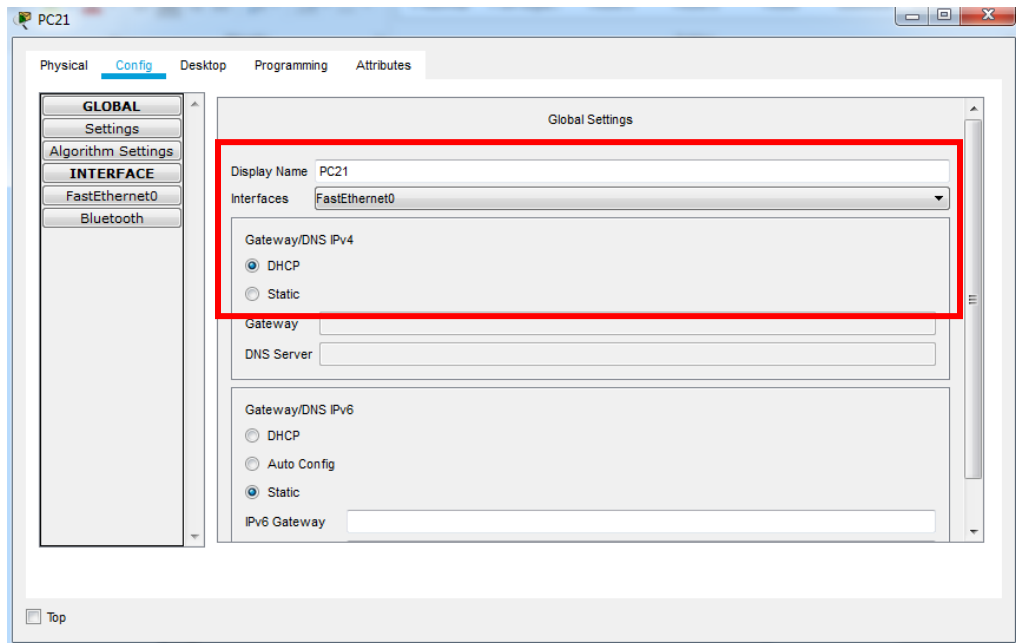 PC21
Physical Config Desktop Programming Attributes
GLOBAL
Settings
Algorithm Settings
INTERFACE
FastEthernet0
Bluetooth
Global Settings
Display Name PC21
Interfaces FastEthernet0
Gateway/DNS IPv4
DHCP
Static
Gateway
DNS Server
Gateway/DNS IPv6
DHCP
Auto Config
Static
IPv6 Gateway
Top